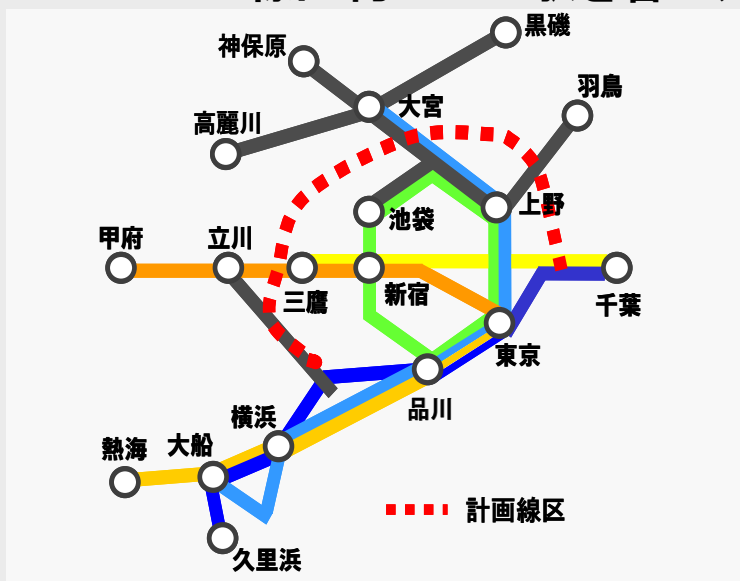 黒磯
神保原
羽鳥
大宮
高麗川
上野
池袋
甲府
立川
三鷹
新宿
千葉
東京
品川
横浜
大船
熱海
計画線区
久里浜